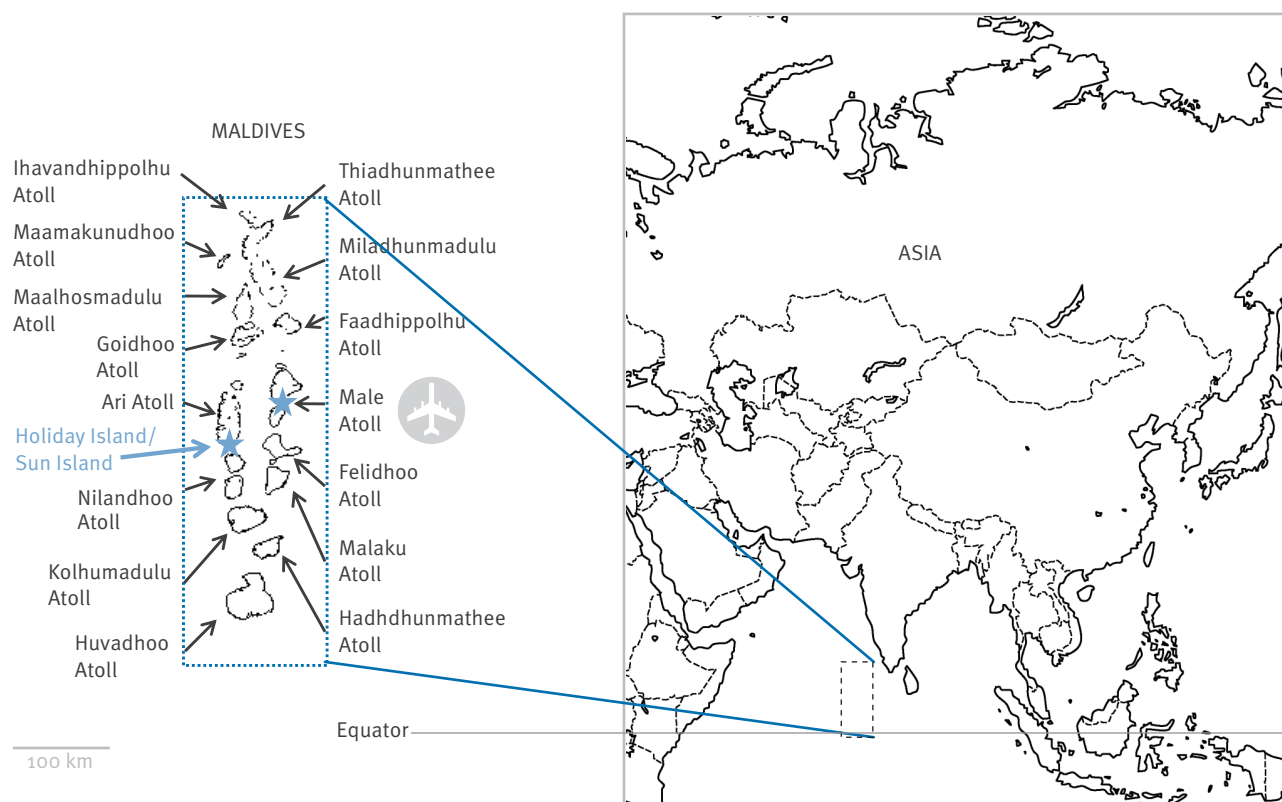 MALDIVES
Ihavandhippolhu
Atoll
Thiadhunmathee
Atoll
Maamakunudhoo
Atoll
Miladhunmadulu
Atoll
Maalhosmadulu
Atoll
Faadhippolhu
Atoll
Goidhoo
Atoll
Ari Atoll
Male
Atoll
Holiday Island/
Sun Island
Felidhoo
Atoll
Nilandhoo
Atoll
Malaku
Atoll
Kolhumadulu
Atoll
Hadhdhunmathee
Atoll
Huvadhoo
Atoll
Equator
100 km
ASIA